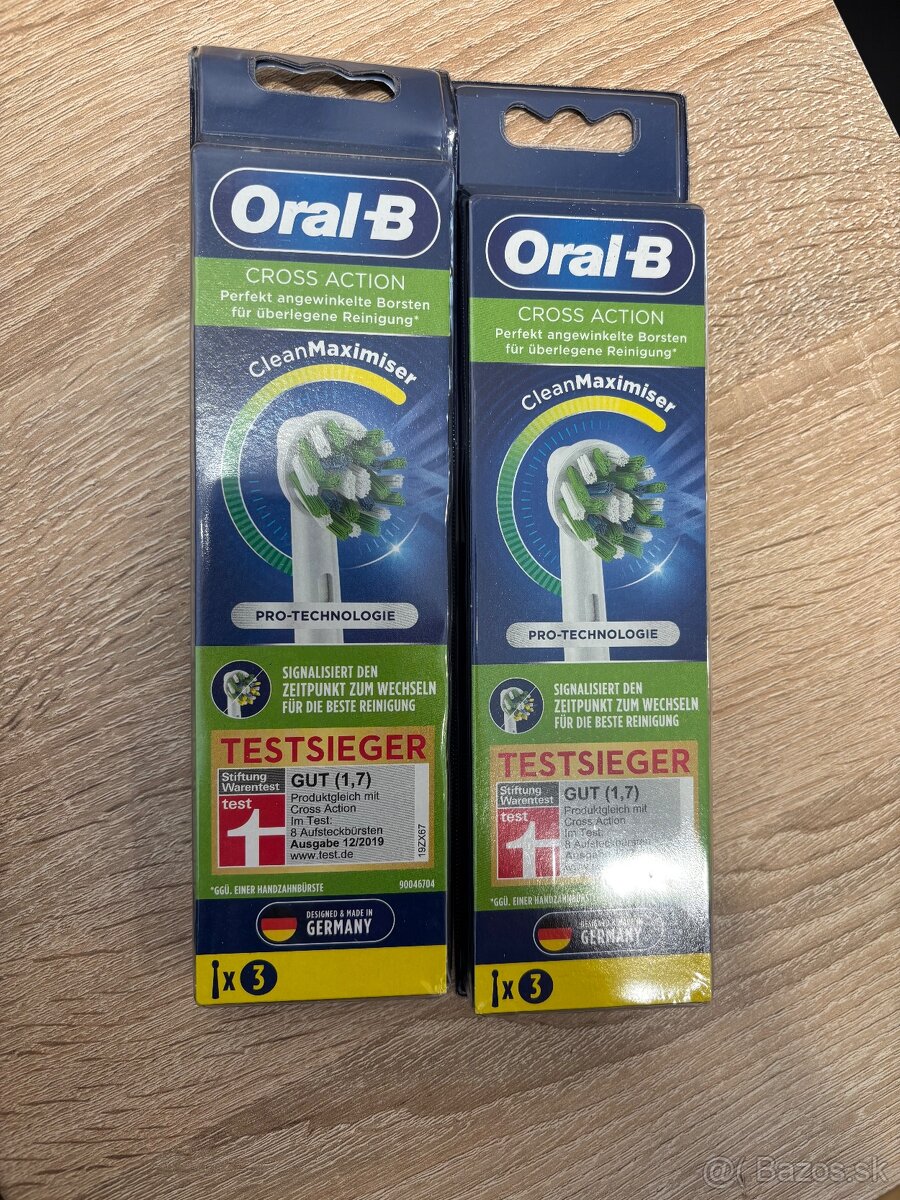 Oral-B
CROSS ACTION
Perfekt angewinkelte Borsten
für überlegene Reinigung*
CleanMaximiser
PRO-TECHNOLOGIE
SIGNALISIERT DEN
ZEITPUNKT ZUM WECHSELN
FÜR DIE BESTE REINIGUNG
TESTSIEGER
Stiftung
Warentest
test
GUT (1,7)
Produktgleich mit
Cross Action
Im Test:
8 Aufsteckbürsten
Ausgabe 12/2019
www.test.de
19ZX67
*GGÜ. EINER HANDZAHNBÜRSTE
90046704
DESIGNED & MADE IN
GERMANY
x 3
Oral-B
CROSS ACTION
Perfekt angewinkelte Borsten
für überlegene Reinigung*
CleanMaximiser
PRO-TECHNOLOGIE
SIGNALISIERT DEN
ZEITPUNKT ZUM WECHSELN
FÜR DIE BESTE REINIGUNG
TESTSIEGER
Stiftung
Warentest
test
GUT (1,7)
Produktgleich mit
Cross Action
Im Test:
8 Aufsteckbürsten
*GGÜ. EINER
GERMANY
x 3
@( Bazos.sk